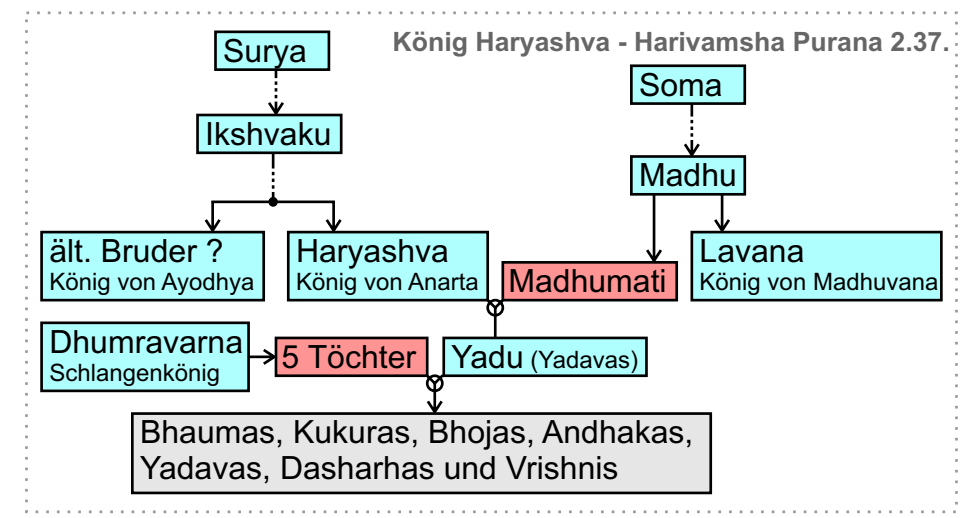 König Haryashva - Harivamsha Purana 2.37.
Surya
Soma
Ikshvaku
Madhu
ält. Bruder ?
König von Ayodhya
Haryashva
König von Anarta
Madhumati
Lavana
König von Madhuvana
Dhumravarna
Schlangenkönig
5 Töchter
Yadu (Yadavas)
Bhaumas, Kukuras, Bhojas, Andhakas,
Yadavas, Dasharhas und Vrishnis